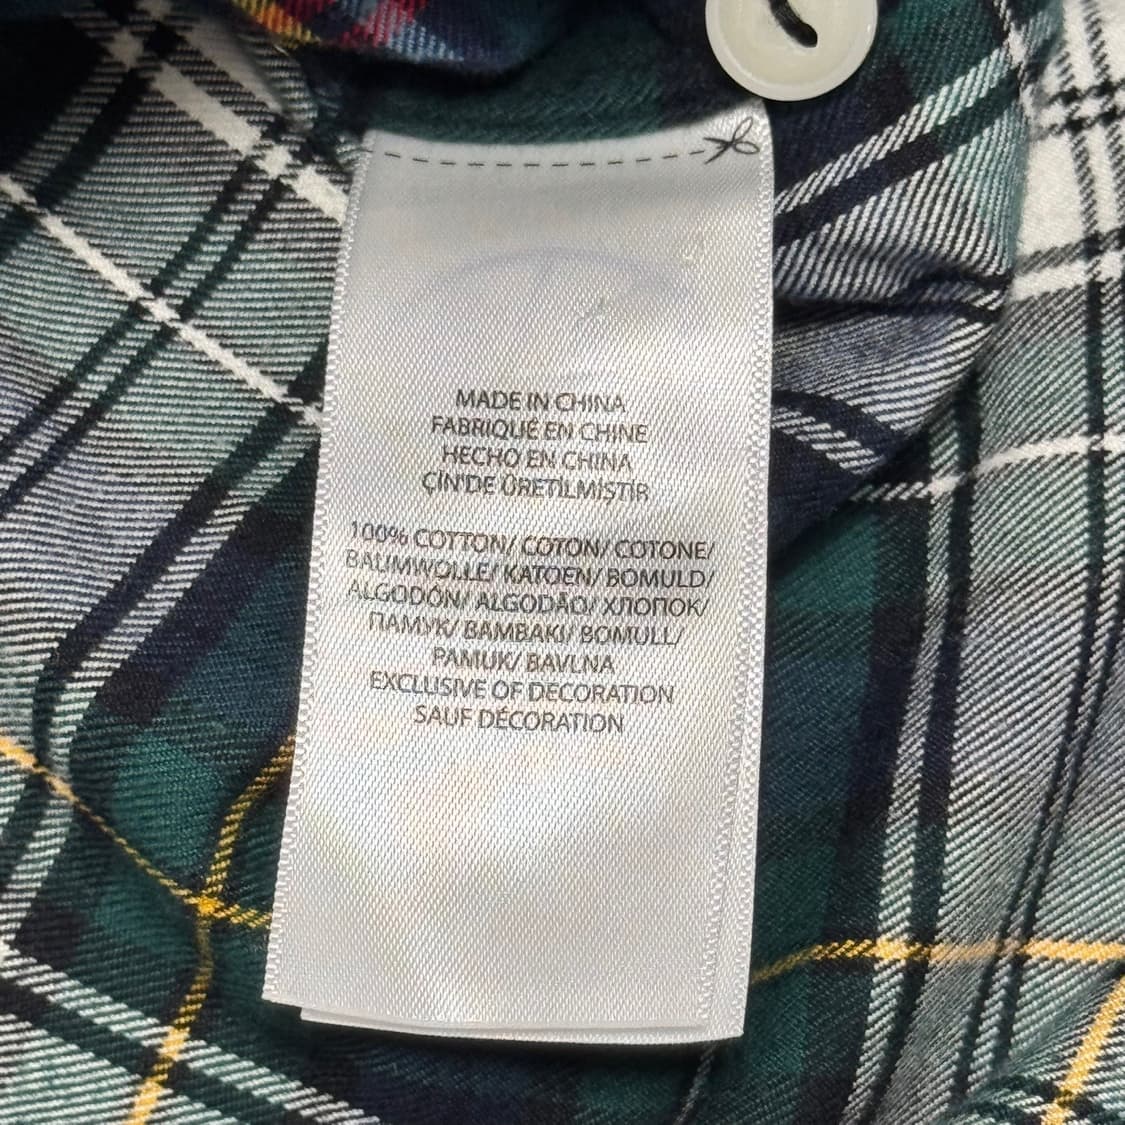 MADE IN CHINA
FABRIQUE EN CHINE
HECHO EN CHINA
ÇİN'DE ÜRETİLMİŞTİR
100% COTTON/ COTON/ COTONE/
BAUMWOLLE/ KATOEN/ BOMULD/
ALGODÓN/ ALGODÃO/ ХЛОПОК/
ПАМУК/ BAMBAKI/ BOMULL/
PAMUK/ BAVLNA
EXCLUSIVE OF DECORATION
SAUF DÉCORATION